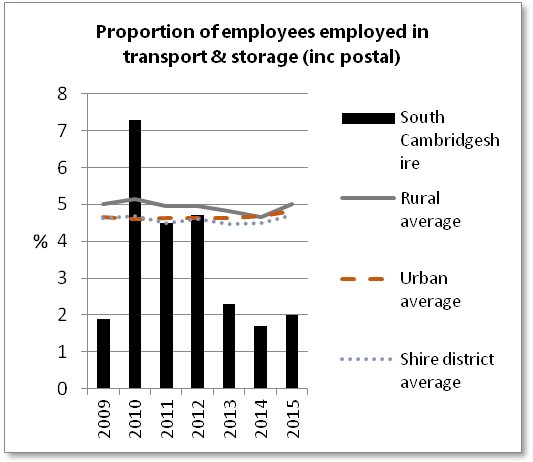 Proportion of employees employed in
transport & storage (inc postal)
8
7
6
5
4
3
2
1
0
%
2009
2010
2011
2012
2013
2014
2015
South
Cambridgesh
ire
Rural
average
Urban
average
Shire district
average